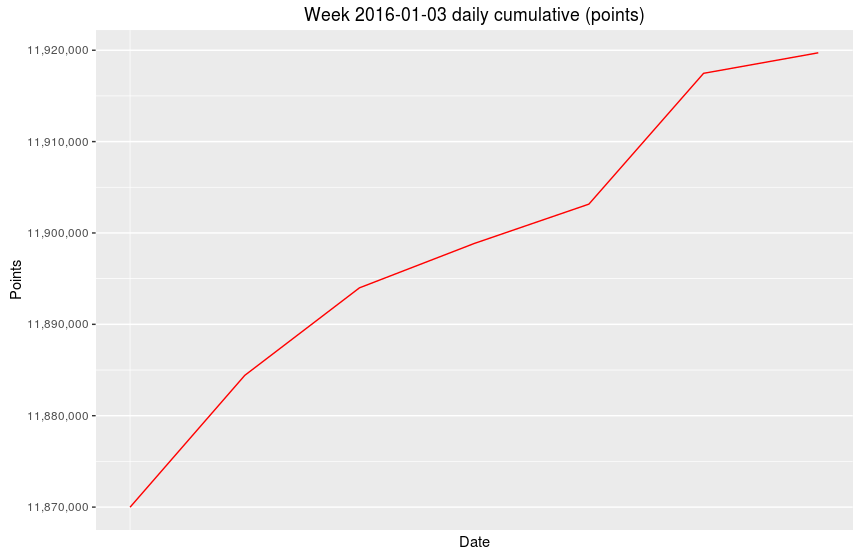 Week 2016-01-03 daily cumulative (points)
11,920,000
11,910,000
11,900,000
11,890,000
11,880,000
11,870,000
Points
Date